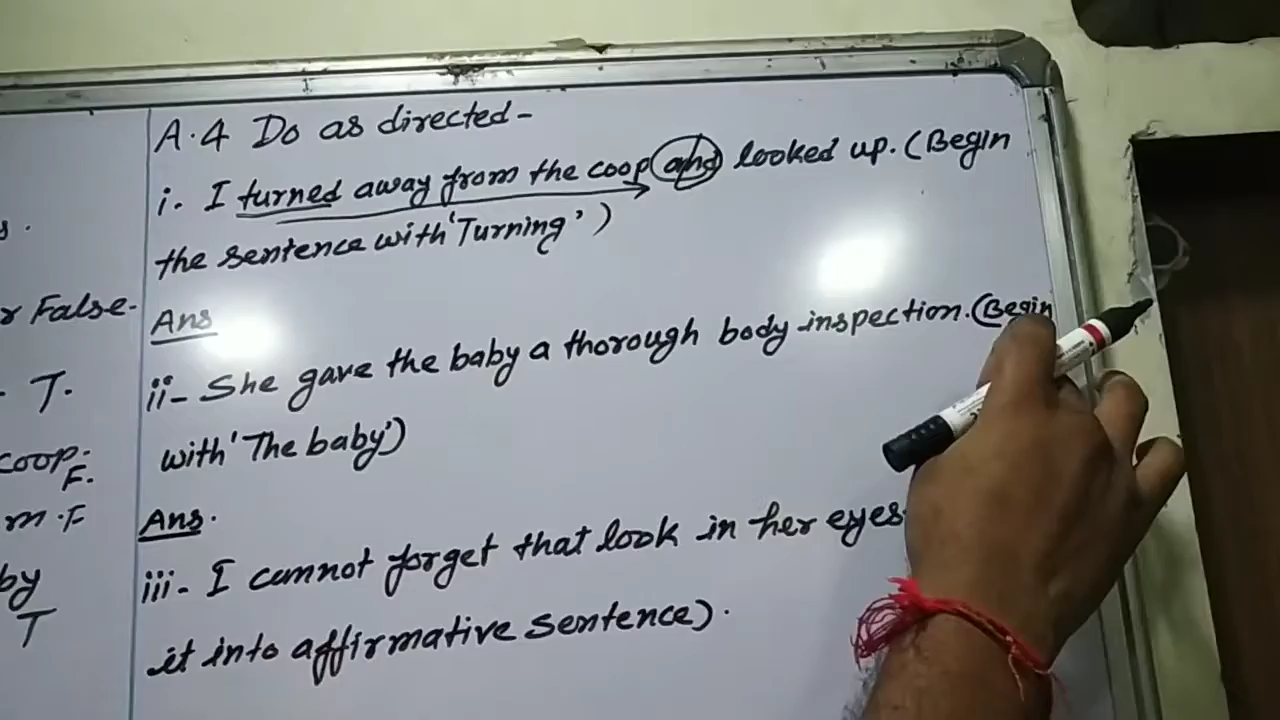 s.
r False-
- T.
coop-
F.
m.F
by
T
A.4 Do as directed-
i. I turned away from the coop and looked up. (Begin
the sentence with 'Turning')
Ans
ii- She gave the baby a thorough body inspection. (Begin
with 'The baby')
Ans.
iii- I cannot forget that look in her eyes
it into affirmative sentence).